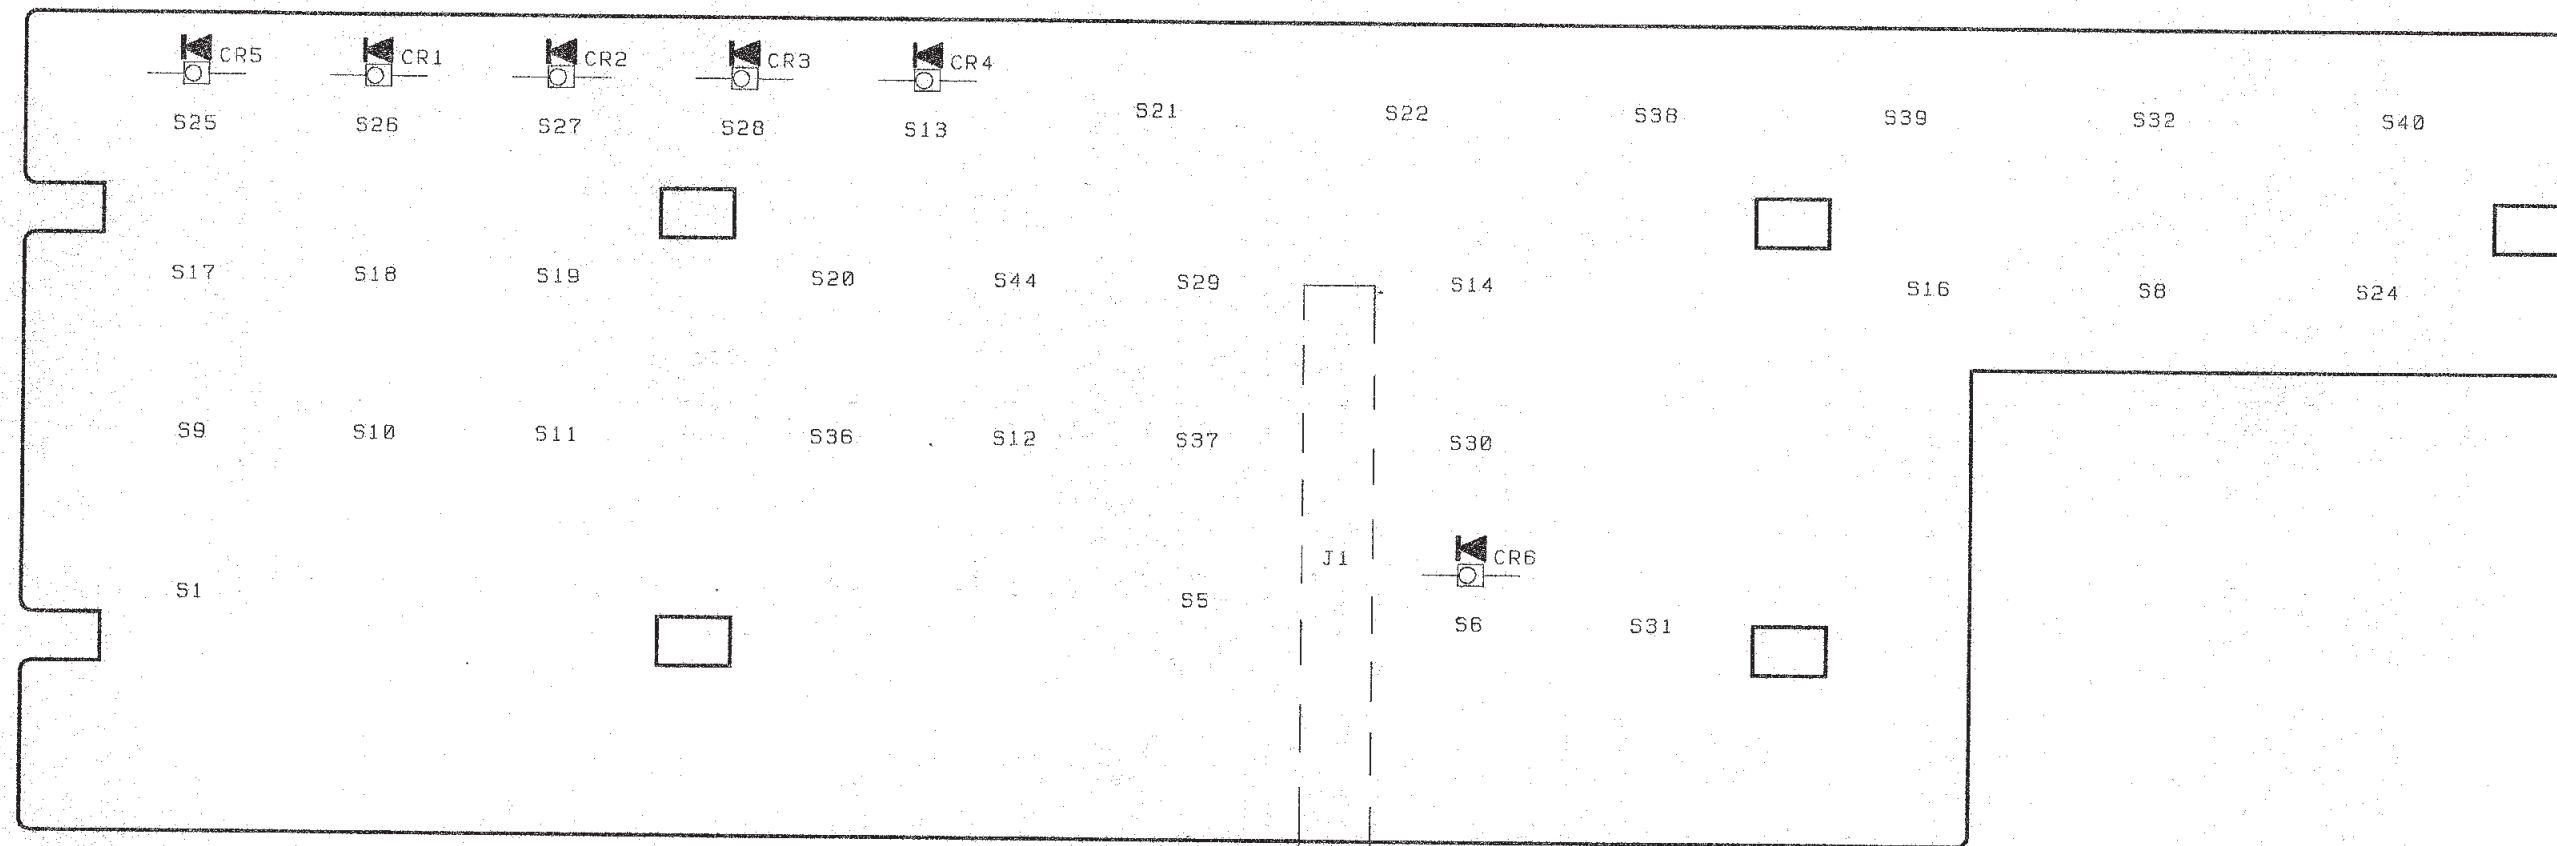 CR5 CR1 CR2 CR3 CR4
S25 S26 S27 S28 S13 S21 S22 S38 S39 S32 S40
S17 S18 S19 S20 S44 S29 S14 S16 S8 S24
S9 S10 S11 S36 S12 S37 S30
J1 CR6
S1 S5 S6 S31